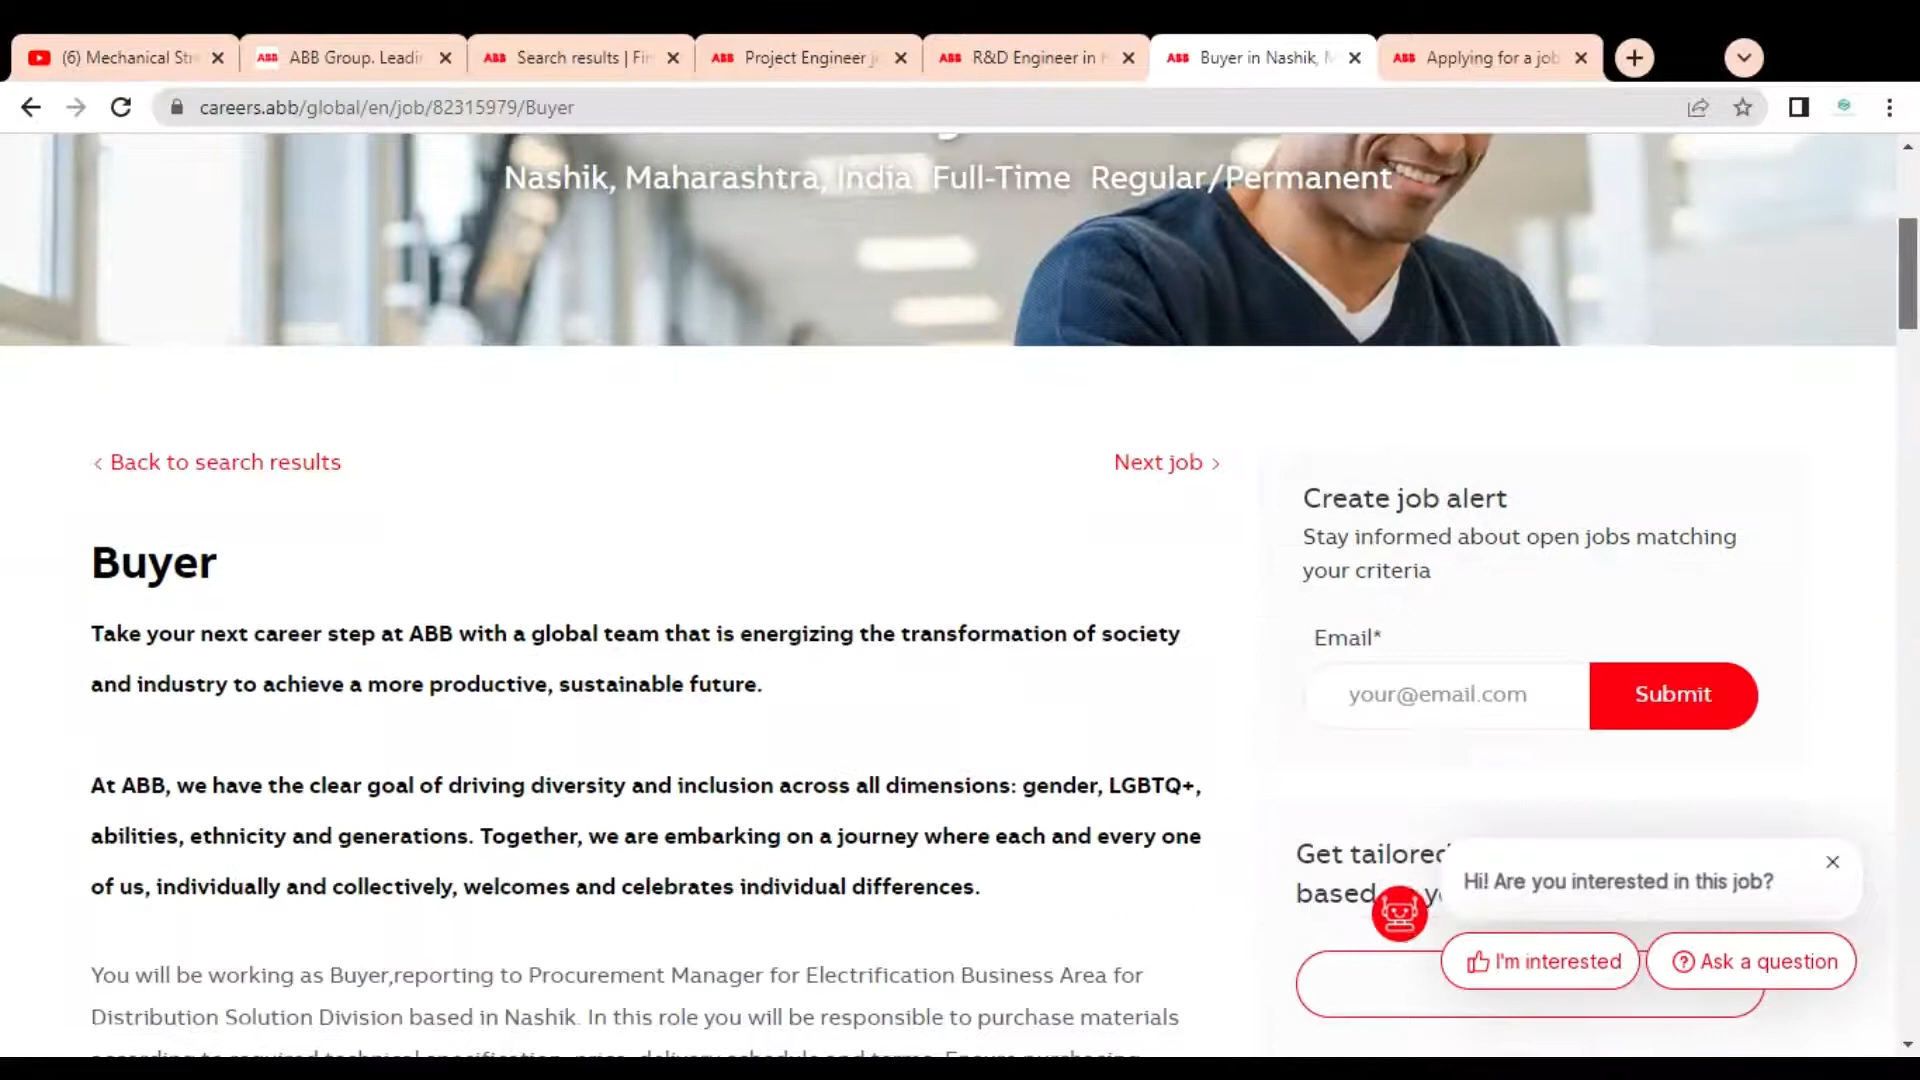 (6) Mechanical Str
ABB ABB Group. Leadi
ABB Search results | Fi
ABB Project Engineer j
ABB R&D Engineer in
ABB Buyer in Nashik, M
ABB Applying for a job
careers.abb/global/en/job/82315979/Buyer
Nashik, Maharashtra, India Full-Time Regular/Permanent
Back to search results
Next job
Buyer
Take your next career step at ABB with a global team that is energizing the transformation of society
and industry to achieve a more productive, sustainable future.
At ABB, we have the clear goal of driving diversity and inclusion across all dimensions: gender, LGBTQ+,
abilities, ethnicity and generations. Together, we are embarking on a journey where each and every one
of us, individually and collectively, welcomes and celebrates individual differences.
You will be working as Buyer,reporting to Procurement Manager for Electrification Business Area for
Distribution Solution Division based in Nashik. In this role you will be responsible to purchase materials
Create job alert
Stay informed about open jobs matching
your criteria
Email*
your@email.com
Submit
Get tailored
based
Hi! Are you interested in this job?
I'm interested
Ask a question